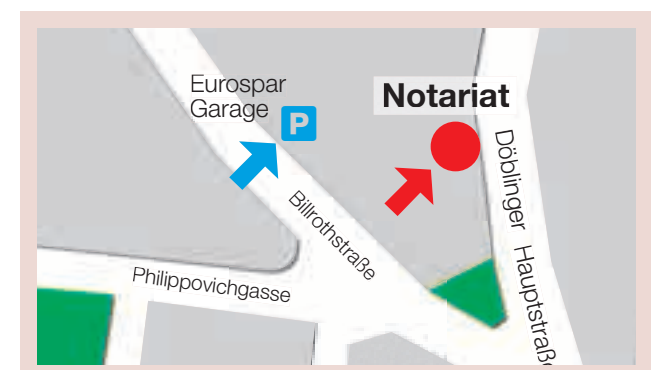 Eurospar
Garage
P
Notariat
Döblinger Hauptstraß
Billrothstraße
Philippovichgasse